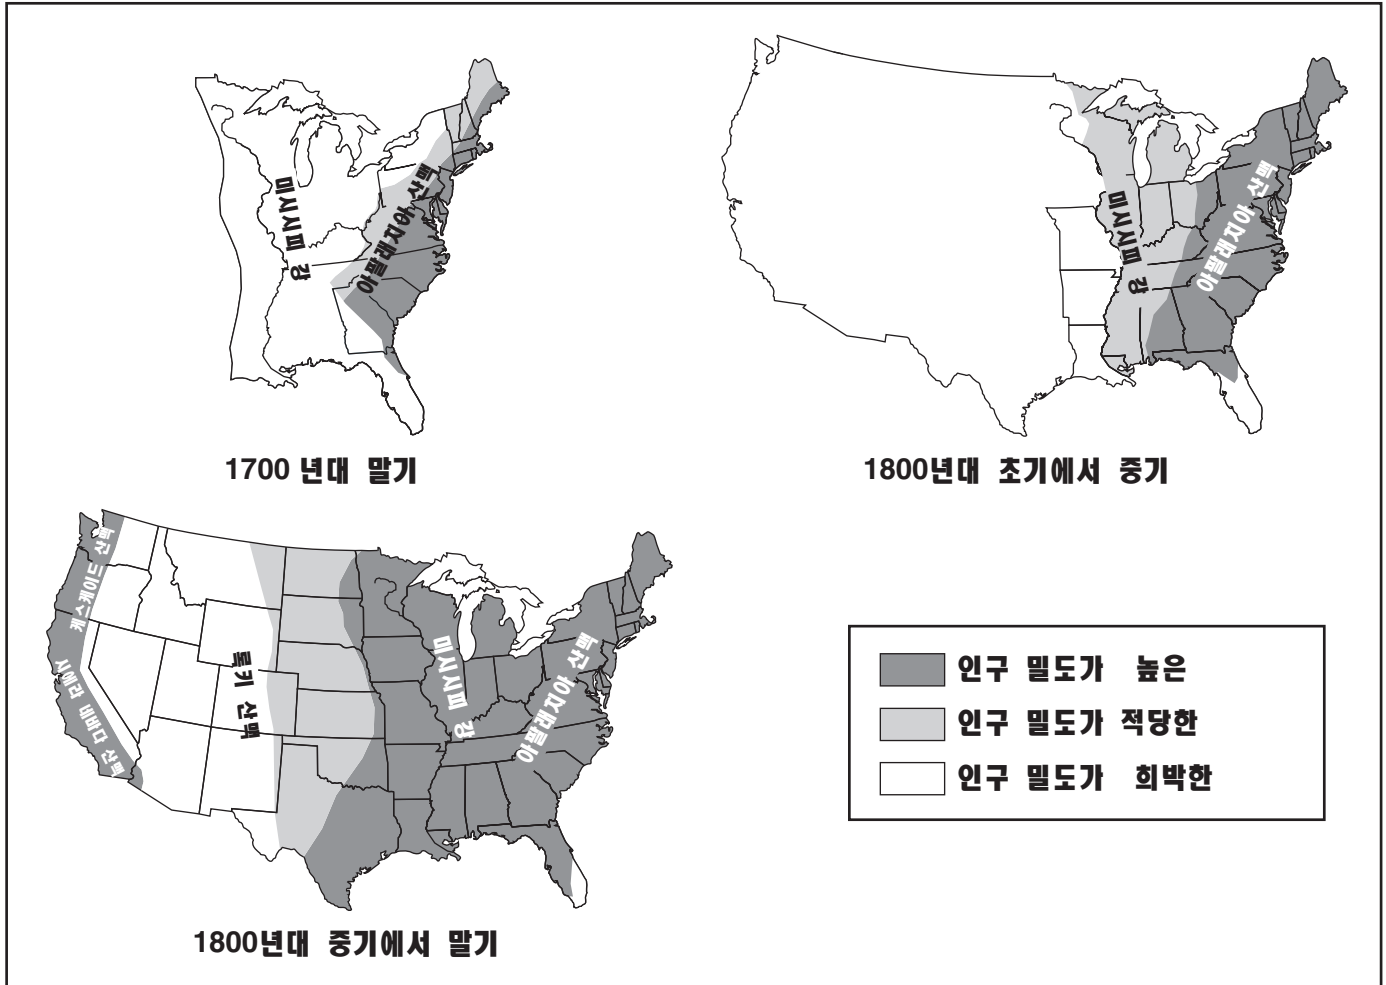 미시시피 강
아팔래치아 산맥
1700 년대 말기
미시시피 강
아팔래치아 산맥
1800년대 초기에서 중기
케스케이드 산맥
시에라 네바다 산맥
록키 산맥
미시시피 강
아팔래치아 산맥
1800년대 중기에서 말기
인구 밀도가 높은
인구 밀도가 적당한
인구 밀도가 희박한